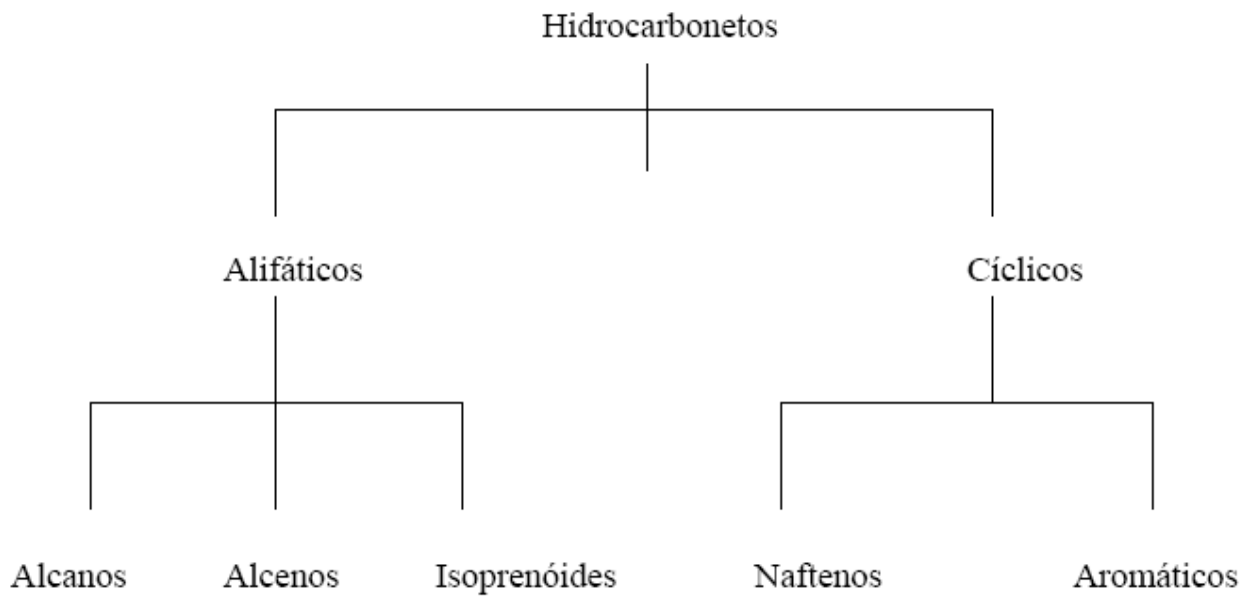 Hidrocarbonetos
Alifáticos Cíclicos
Alcanos Alcenos Isoprenóides Naftenos Aromáticos